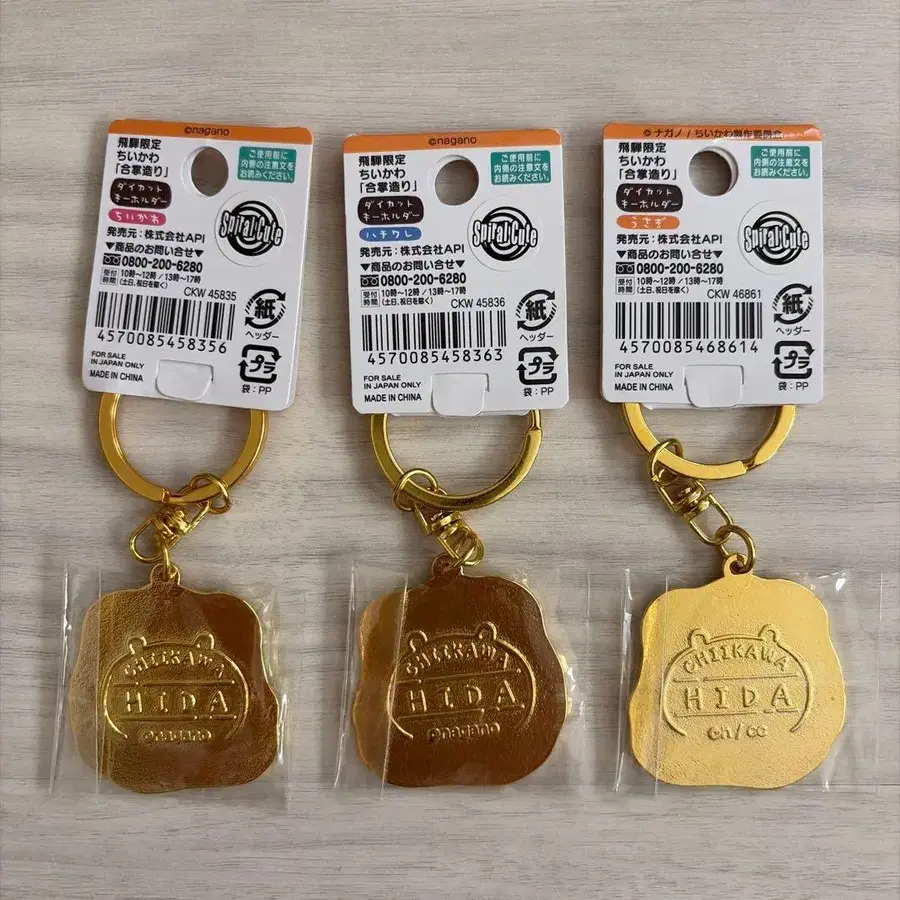 ©nagano
飛騨限定
ちいかわ
「合掌造り」
ダイカット
キーホルダー
ちいかわ
ご使用前に
内側の注意文を
お読みください。
Spiral Cute
発売元：株式会社API
▼商品のお問い合せ▼
0800-200-6280
受付時間 10時〜12時／13時〜17時
(土日、祝日を除く)
CKW 45835
4570085458356
紙
ヘッダー
FOR SALE
IN JAPAN ONLY
MADE IN CHINA
プラ
袋：PP
©nagano
飛騨限定
ちいかわ
「合掌造り」
ダイカット
キーホルダー
ハチワレ
ご使用前に
内側の注意文を
お読みください。
Spiral Cute
発売元：株式会社API
▼商品のお問い合せ▼
0800-200-6280
受付時間 10時〜12時／13時〜17時
(土日、祝日を除く)
CKW 45836
4570085458363
紙
ヘッダー
FOR SALE
IN JAPAN ONLY
MADE IN CHINA
プラ
袋：PP
©ナガノ / ちいかわ製作委員会
飛騨限定
ちいかわ
「合掌造り」
ダイカット
キーホルダー
うさぎ
ご使用前に
内側の注意文を
お読みください。
Spiral Cute
発売元：株式会社API
▼商品のお問い合せ▼
0800-200-6280
受付時間 10時〜12時／13時〜17時
(土日、祝日を除く)
CKW 46861
4570085468614
紙
ヘッダー
FOR SALE
IN JAPAN ONLY
MADE IN CHINA
プラ
袋：PP
CHIIKAWA
HIDA
©nagano
CHIIKAWA
HIDA
©nagano
CHIIKAWA
HIDA
©n/cc